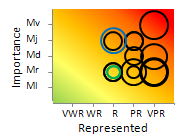 Importance
Mv
Mj
Md
Mr
Ml
VWR WR R PR VPR
Represented